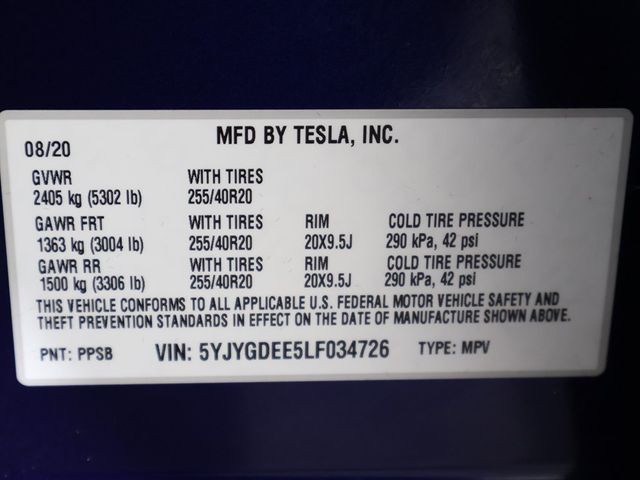 08/20 MFD BY TESLA, INC.
GVWR WITH TIRES
2405 kg (5302 lb) 255/40R20
GAWR FRT WITH TIRES RIM COLD TIRE PRESSURE
1363 kg (3004 lb) 255/40R20 20X9.5J 290 kPa, 42 psi
GAWR RR WITH TIRES RIM COLD TIRE PRESSURE
1500 kg (3306 lb) 255/40R20 20X9.5J 290 kPa, 42 psi
THIS VEHICLE CONFORMS TO ALL APPLICABLE U.S. FEDERAL MOTOR VEHICLE SAFETY AND
THEFT PREVENTION STANDARDS IN EFFECT ON THE DATE OF MANUFACTURE SHOWN ABOVE.
PNT: PPSB VIN: 5YJYGDEE5LF034726 TYPE: MPV